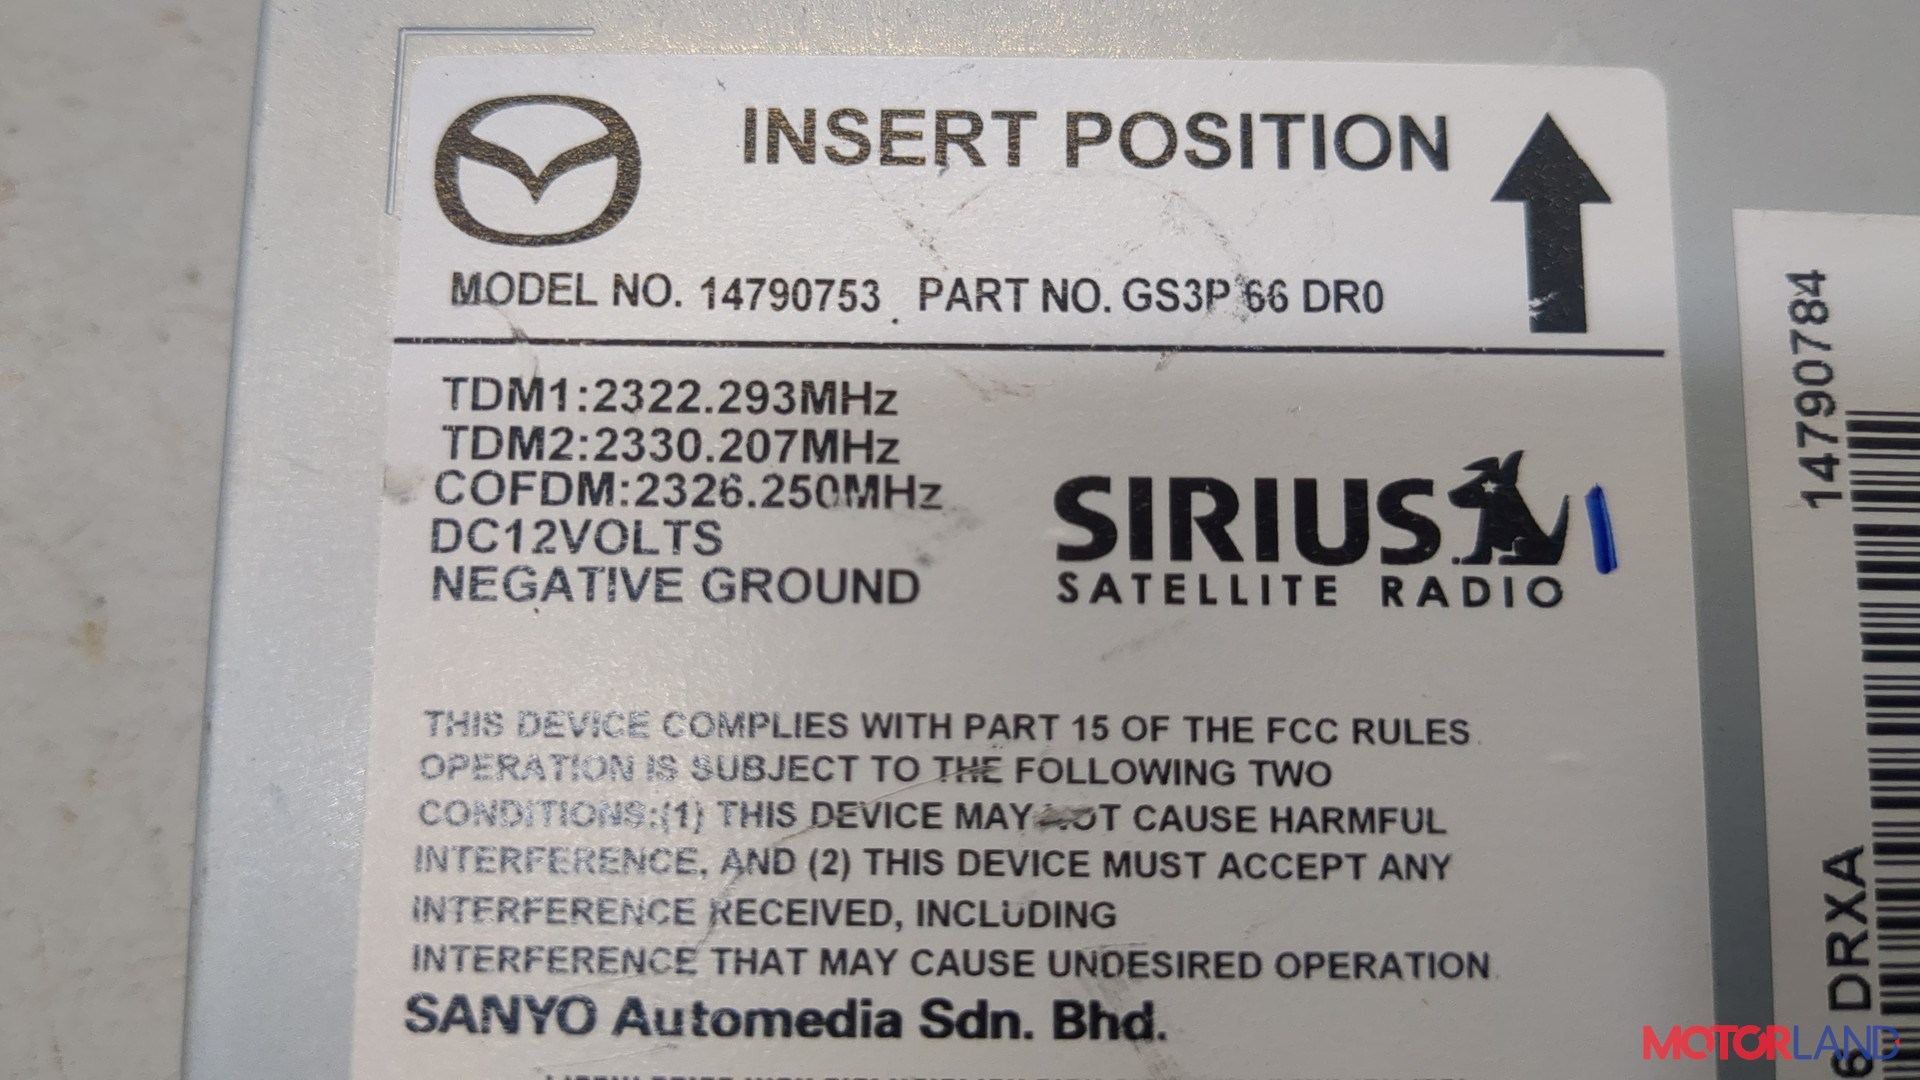 INSERT POSITION
MODEL NO. 14790753 PART NO. GS3P 66 DR0
TDM1:2322.293MHz
TDM2:2330.207MHz
COFDM:2326.250MHz
DC12VOLTS
NEGATIVE GROUND
SIRIUS
SATELLITE RADIO
THIS DEVICE COMPLIES WITH PART 15 OF THE FCC RULES.
OPERATION IS SUBJECT TO THE FOLLOWING TWO
CONDITIONS:(1) THIS DEVICE MAY NOT CAUSE HARMFUL
INTERFERENCE, AND (2) THIS DEVICE MUST ACCEPT ANY
INTERFERENCE RECEIVED, INCLUDING
INTERFERENCE THAT MAY CAUSE UNDESIRED OPERATION.
SANYO Automedia Sdn. Bhd.
14790784
6 DRXA
MOTORLAND